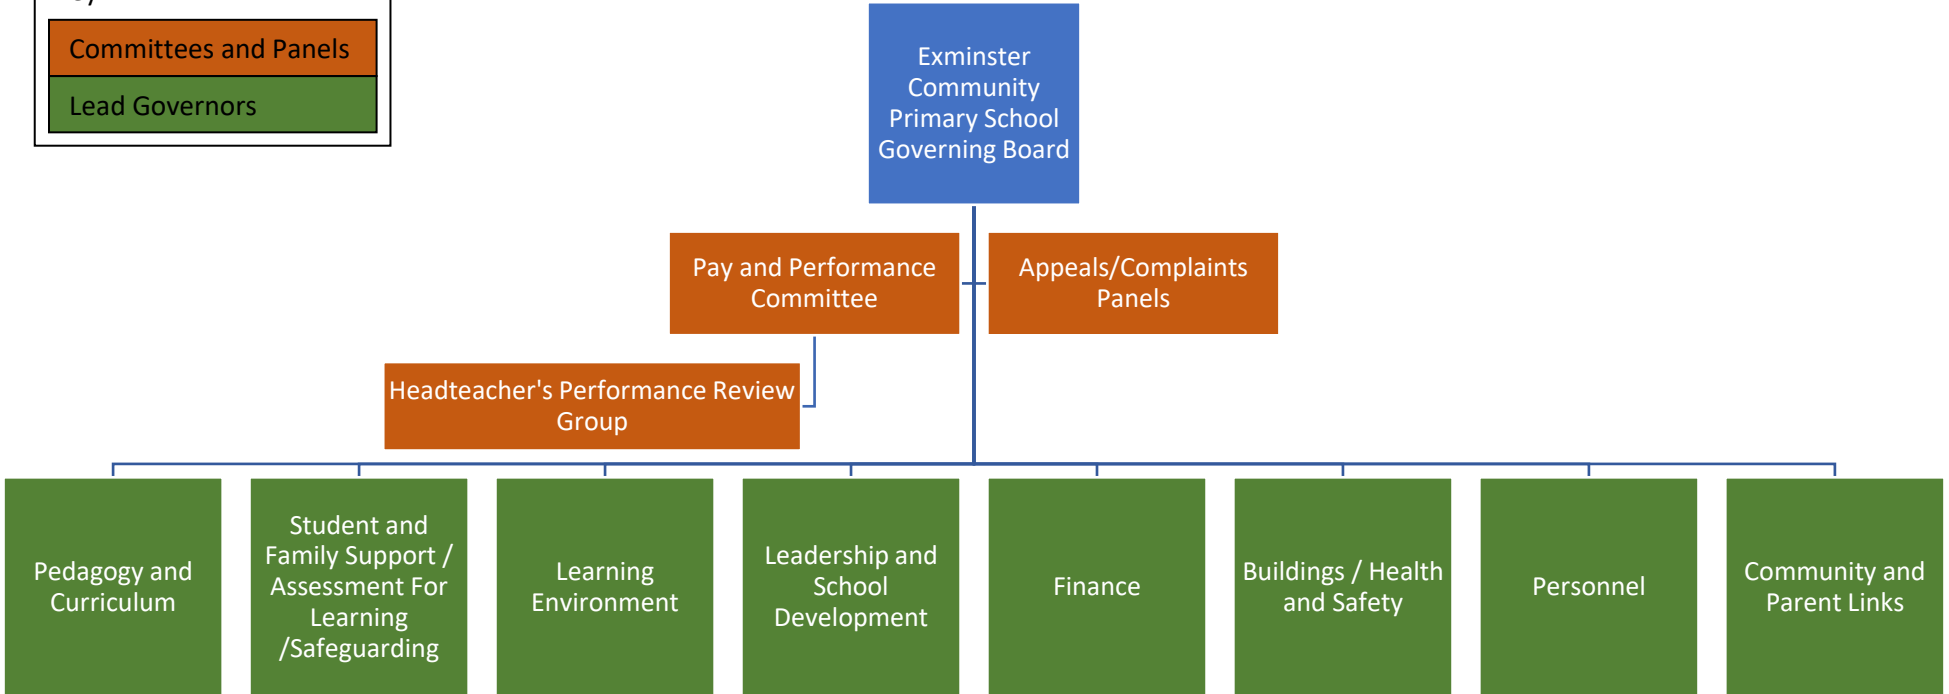 Committees and Panels
Lead Governors
Exminster
Community
Primary School
Governing Board
Pay and Performance
Committee
Appeals/Complaints
Panels
Headteacher's Performance Review
Group
Pedagogy and
Curriculum
Student and
Family Support /
Assessment For
Learning
/Safeguarding
Learning
Environment
Leadership and
School
Development
Finance
Buildings / Health
and Safety
Personnel
Community and
Parent Links